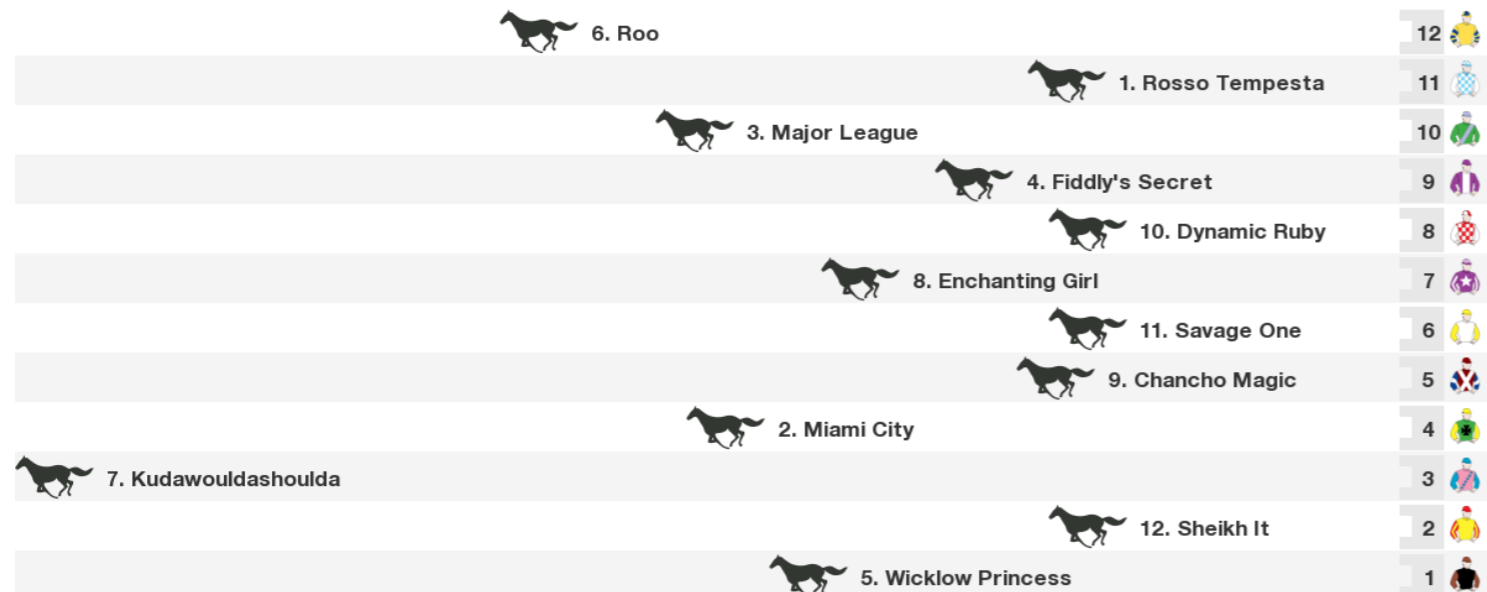 6. Roo 12
1. Rosso Tempesta 11
3. Major League 10
4. Fiddly's Secret 9
10. Dynamic Ruby 8
8. Enchanting Girl 7
11. Savage One 6
9. Chancho Magic 5
2. Miami City 4
7. Kudawouldashoulda 3
12. Sheikh It 2
5. Wicklow Princess 1